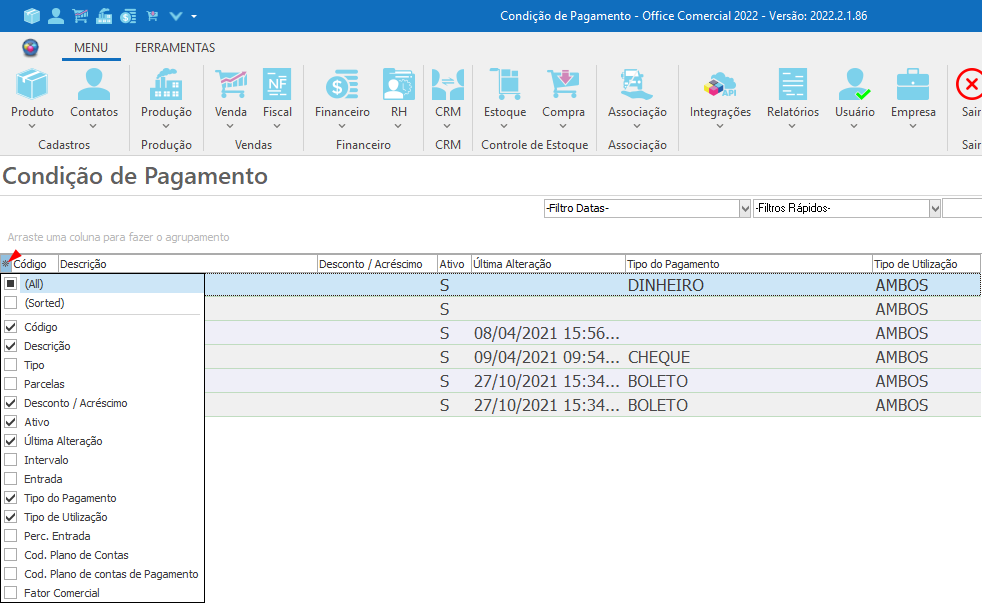 Condição de Pagamento - Office Comercial 2022 - Versão: 2022.2.1.86
MENU FERRAMENTAS
NF
API
Produto Contatos Produção Venda Fiscal Financeiro RH CRM Estoque Compra Associação Integrações Relatórios Usuário Empresa Sair
Cadastros Produção Vendas Financeiro CRM Controle de Estoque Associação Sair
Condição de Pagamento
-Filtro Datas- -Filtros Rápidos-
Arraste uma coluna para fazer o agrupamento
Código Descrição Desconto / Acréscimo Ativo Última Alteração Tipo do Pagamento Tipo de Utilização
S DINHEIRO AMBOS
S AMBOS
S 08/04/2021 15:56... AMBOS
S 09/04/2021 09:54... CHEQUE AMBOS
S 27/10/2021 15:34... BOLETO AMBOS
S 27/10/2021 15:34... BOLETO AMBOS
(All)
(Sorted)
Código
Descrição
Tipo
Parcelas
Desconto / Acréscimo
Ativo
Última Alteração
Intervalo
Entrada
Tipo do Pagamento
Tipo de Utilização
Perc. Entrada
Cod. Plano de Contas
Cod. Plano de contas de Pagamento
Fator Comercial